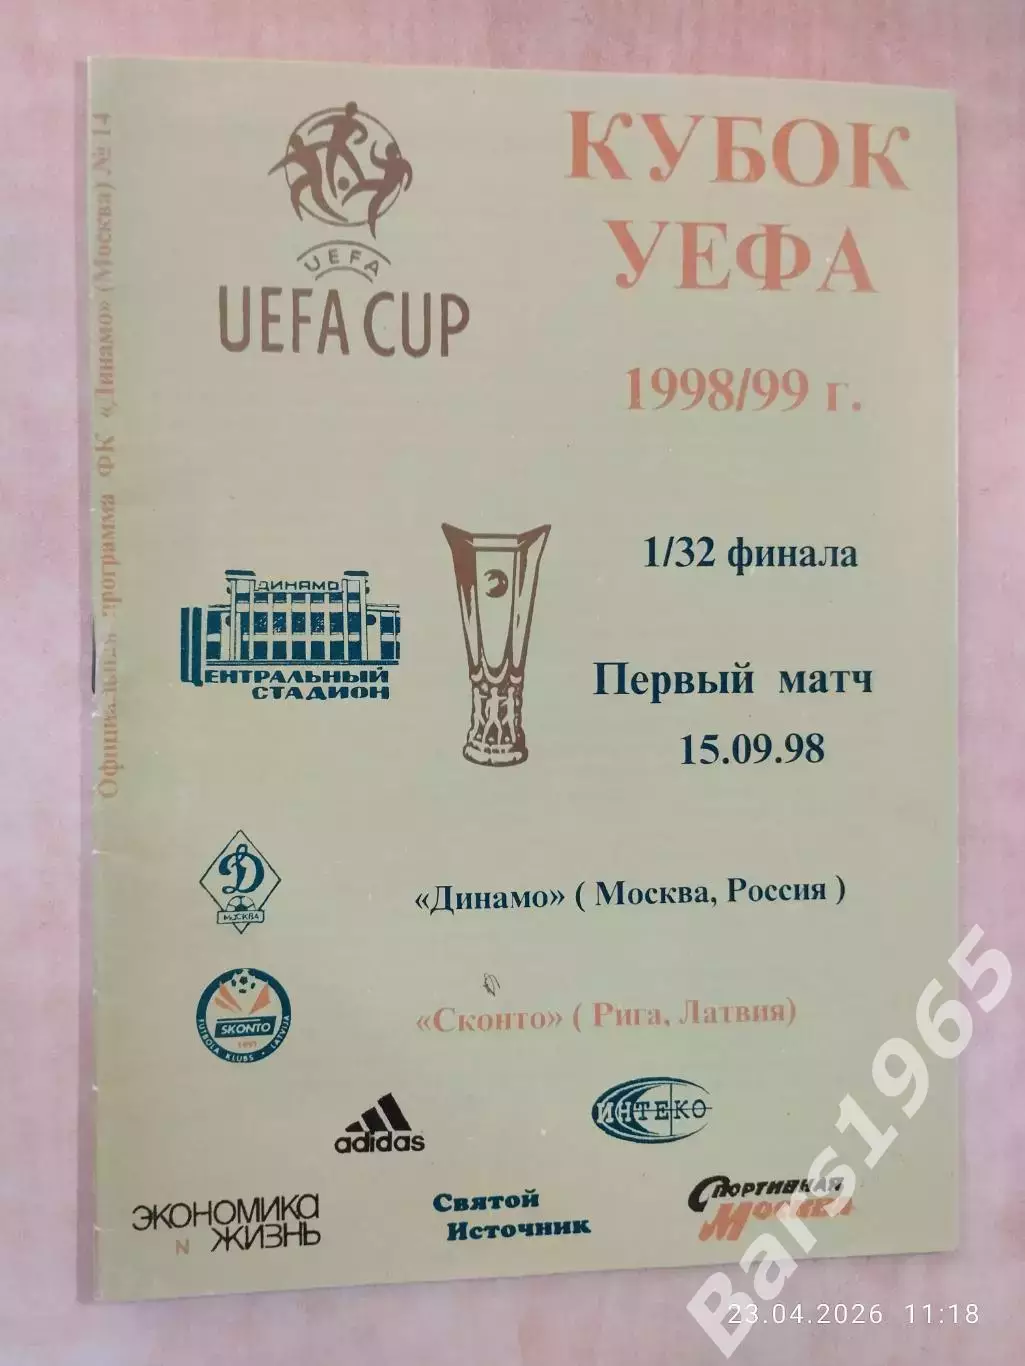 Официальная программа ФК «Динамо» (Москва) № 14
UEFA
UEFA CUP
КУБОК
УЕФА
1998/99 г.
1/32 финала
ДИНАМО
ЦЕНТРАЛЬНЫЙ
СТАДИОН
Первый матч
15.09.98
Д
МОСКВА
«Динамо» ( Москва, Россия )
SKONTO
1991
FUTBOLA KLUBS • LATVIJA
«Сконто» ( Рига, Латвия)
adidas
ИНТЕКО
ЭКОНОМИКА
И ЖИЗНЬ
Святой
Источник
СПОРТИВНАЯ
МОСКВА
Bars1965
23.04.2026 11:18